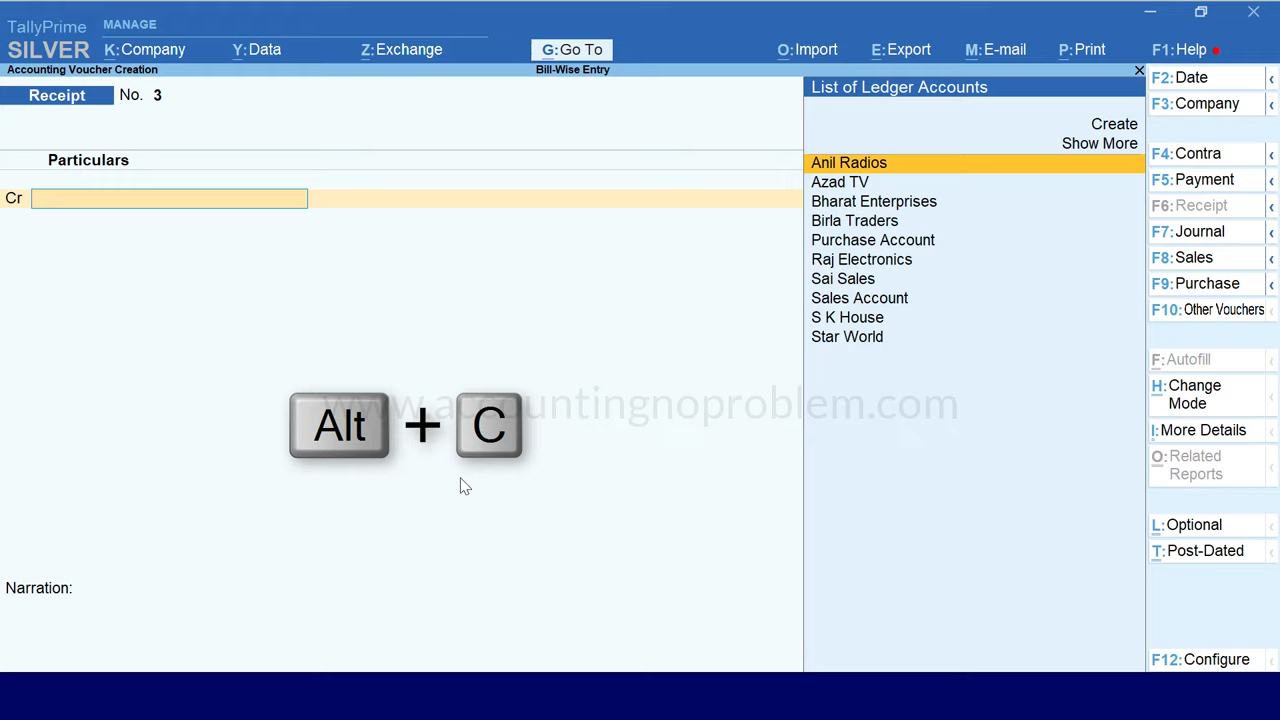 TallyPrime
MANAGE
SILVER
K:Company
Y:Data
Z:Exchange
G:Go To
O:Import
E:Export
M:E-mail
P:Print
F1:Help
Accounting Voucher Creation
Bill-Wise Entry
Receipt No. 3
Particulars
Cr
Narration:
List of Ledger Accounts
Create
Show More
Anil Radios
Azad TV
Bharat Enterprises
Birla Traders
Purchase Account
Raj Electronics
Sai Sales
Sales Account
S K House
Star World
www.accountingnoproblem.com
Alt + C
F2:Date
F3:Company
F4:Contra
F5:Payment
F6:Receipt
F7:Journal
F8:Sales
F9:Purchase
F10:Other Vouchers
F:Autofill
H:Change
Mode
I:More Details
O:Related
Reports
L:Optional
T:Post-Dated
F12:Configure